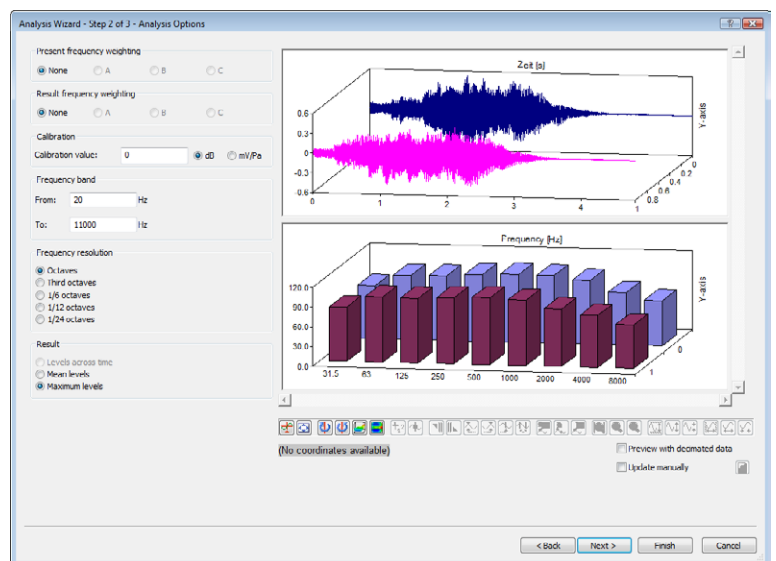 Analysis Wizard - Step 2 of 3 - Analysis Options
Present frequency weighting
None A B C
Result frequency weighting
None A B C
Calibration
Calibration value: 0 dB mV/Pa
Frequency band
From: 20 Hz
To: 11000 Hz
Frequency resolution
Octaves
Third octaves
1/6 octaves
1/12 octaves
1/24 octaves
Result
Levels across time
Mean levels
Maximum levels
Zeit [s]
0.6
0.3
0.0
-0.3
-0.6
0 1 2 3 4 1
0.8
0.6
0.4
0.2
0
Y-axis
Frequency [Hz]
120.0
90.0
60.0
30.0
0.0
31.5 63 125 250 500 1000 2000 4000 8000
1
0
Y-axis
(No coordinates available)
Preview with decimated data
Update manually
< Back Next > Finish Cancel